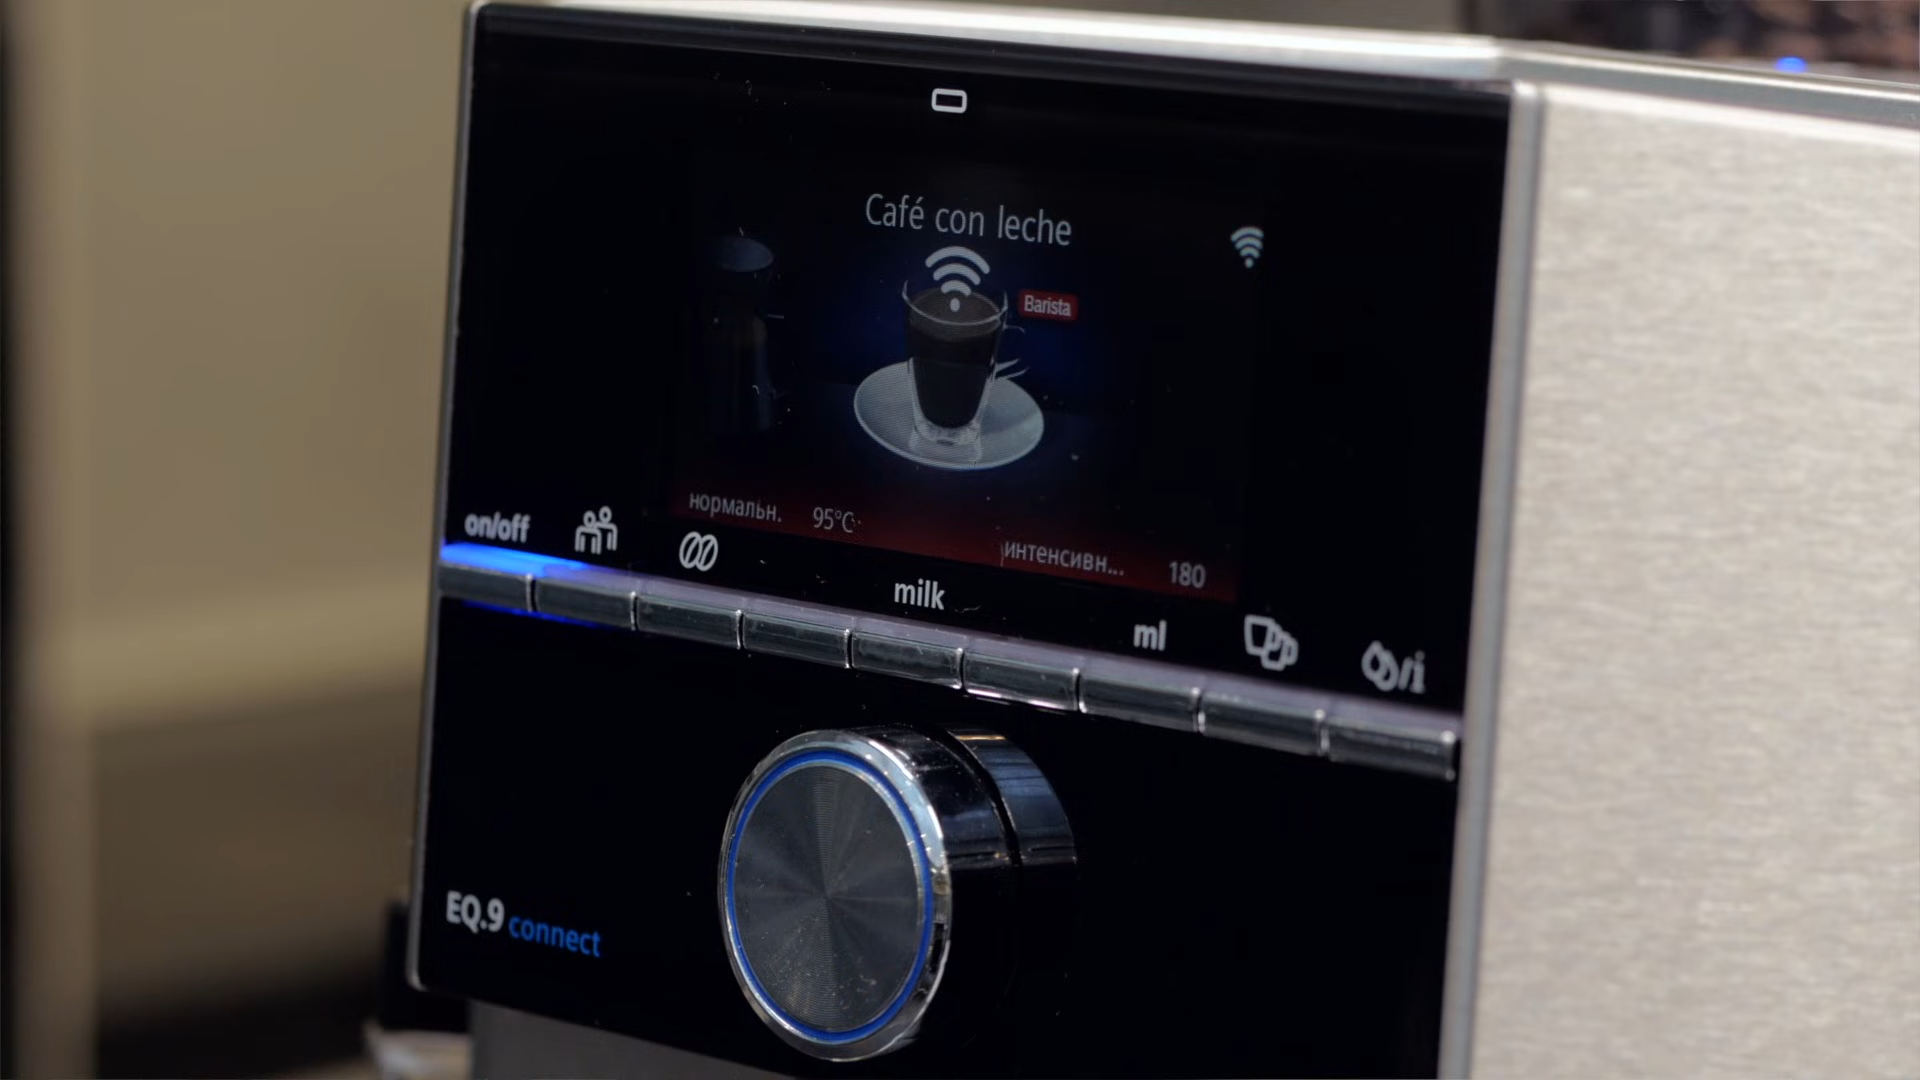 Café con leche
Barista
нормальн. 95°C
интенсивн... 180
on/off
milk
ml
/i
EQ.9 connect